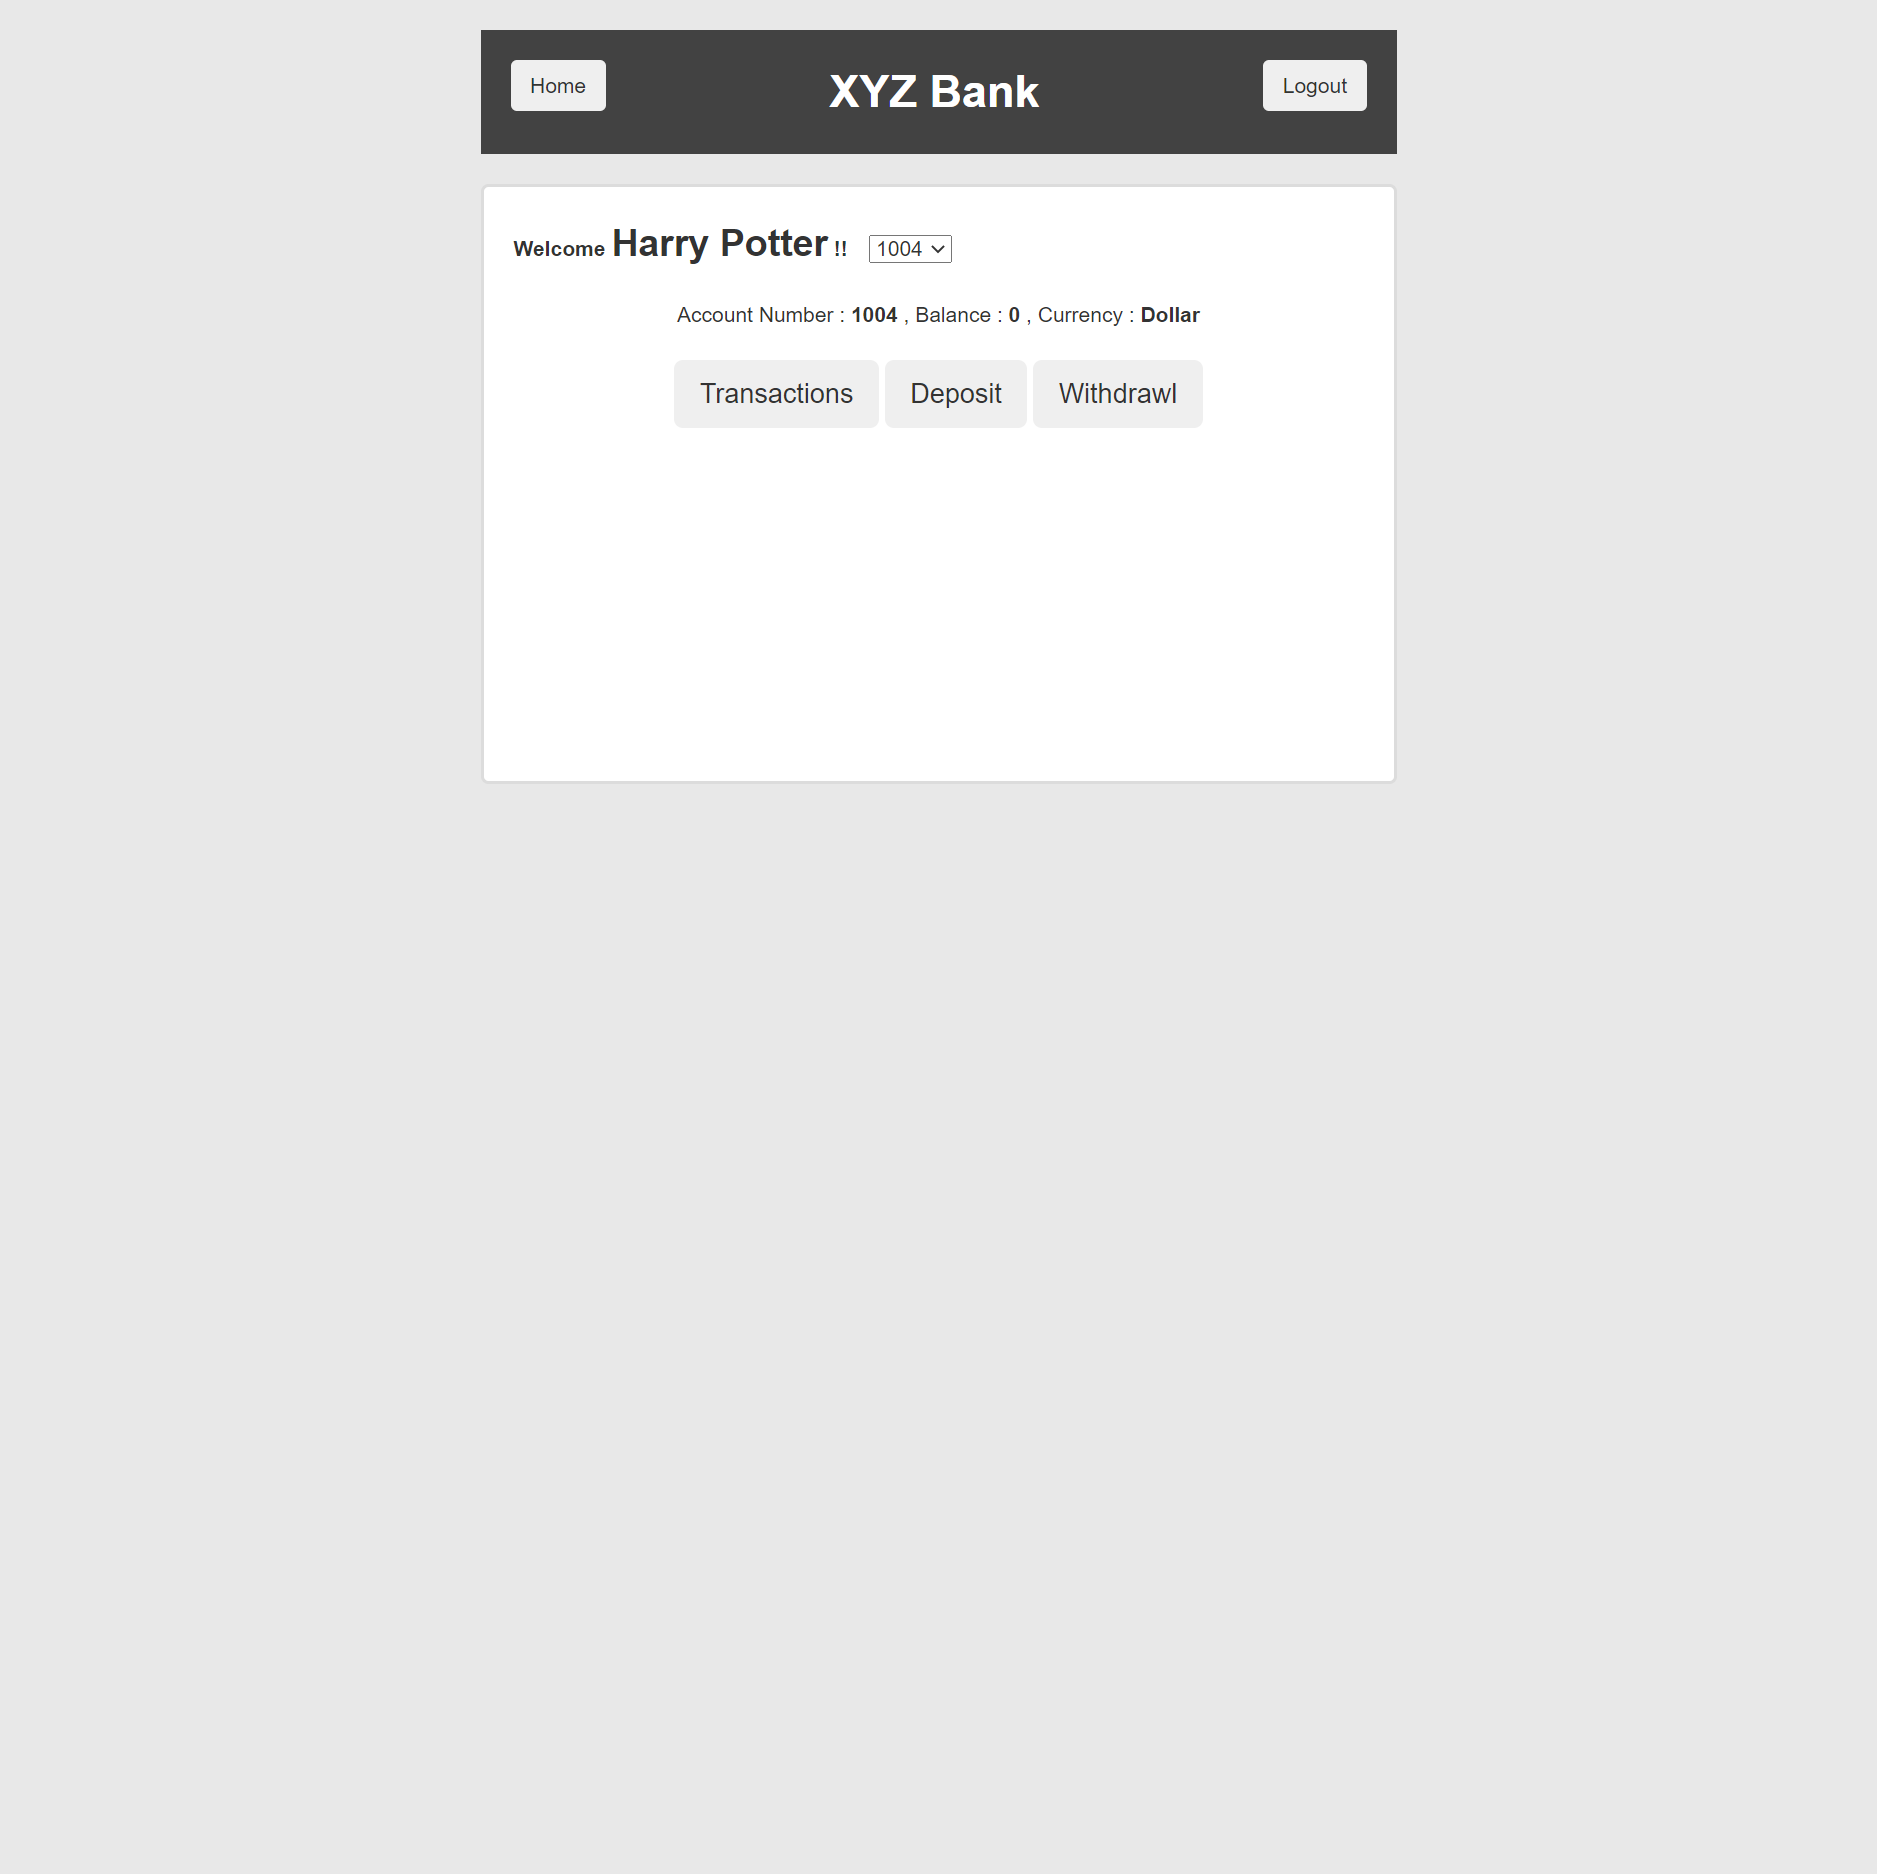 Home XYZ Bank Logout
Welcome Harry Potter !! 1004
Account Number : 1004 , Balance : 0 , Currency : Dollar
Transactions Deposit Withdrawl